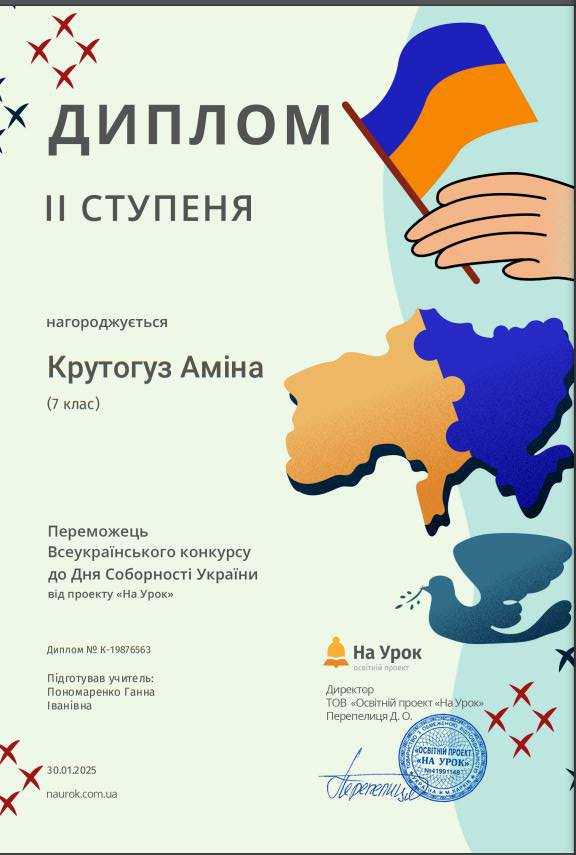 ДИПЛОМ
ІІ СТУПЕНЯ
нагороджується
Крутогуз Аміна
(7 клас)
Переможець
Всеукраїнського конкурсу
до Дня Соборності України
від проекту «На Урок»
Диплом № К-19876563
Підготував учитель:
Пономаренко Ганна
Іванівна
30.01.2025
naurok.com.ua
На Урок
освітній проект
Директор
ТОВ «Освітній проект «На Урок»
Перепелиця Д. О.
«ОСВІТНІЙ ПРОЕКТ
«НА УРОК»
№41991148